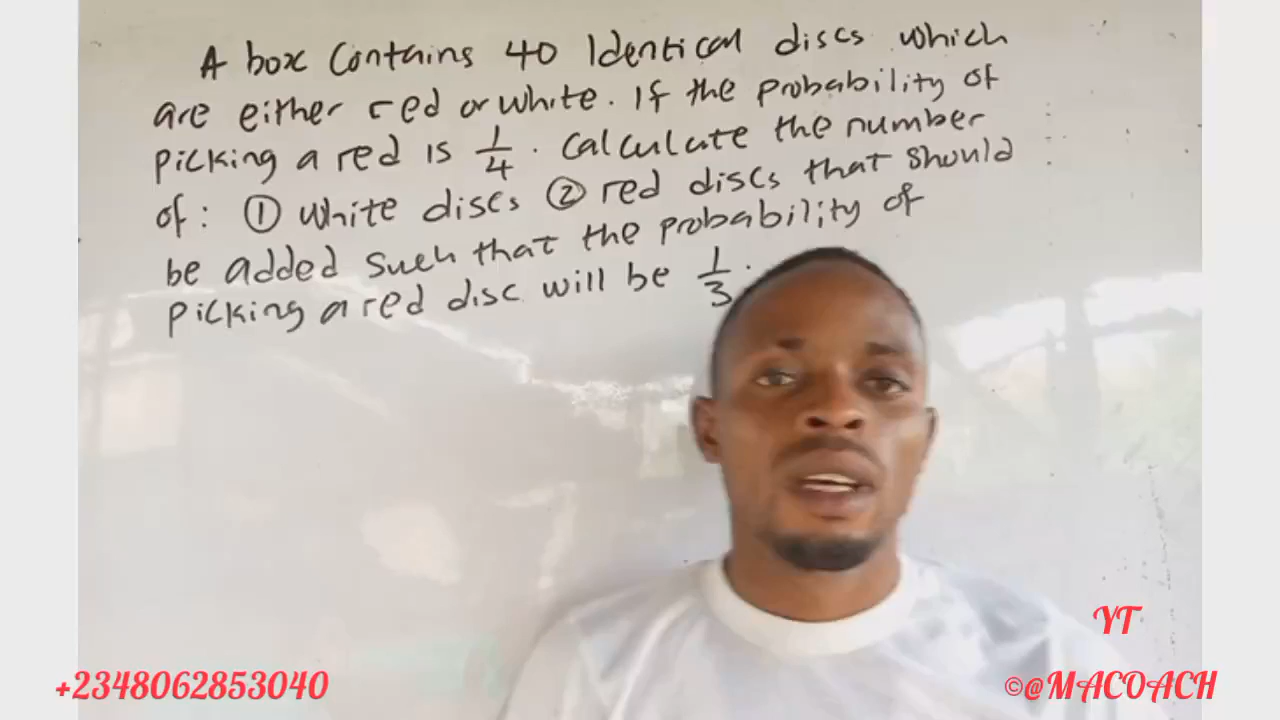 A box Contains 40 Identical discs which
are either red or white. If the probability of
Picking a red is 1/4. Calculate the number
of: ① White discs ② red discs that should
be added such that the probability of
Picking a red disc will be 1/3.
YT
+2348062853040
©@MACOACH